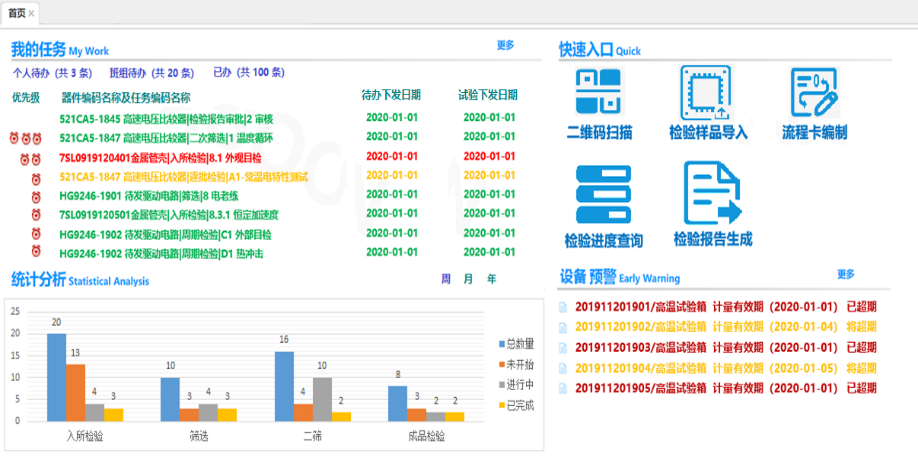 首页 ×
我的任务 My Work 更多
个人待办（共 3 条） 班组待办（共 20 条） 已办（共 100 条）
优先级 器件编码名称及任务编码名称 待办下发日期 试验下发日期
521CA5-1845 高速电压比较器|检验报告审批|2 审核 2020-01-01 2020-01-01
521CA5-1847 高速电压比较器|二次筛选|1 温度循环 2020-01-01 2020-01-01
7SL0919120401金属管壳|入所检验|8.1 外观目检 2020-01-01 2020-01-01
521CA5-1847 高速电压比较器|逐批检验|A1-常温电特性测试 2020-01-01 2020-01-01
HG9246-1901 待发驱动电路|筛选|8 电老练 2020-01-01 2020-01-01
7SL0919120501金属管壳|入所检验|8.3.1 恒定加速度 2020-01-01 2020-01-01
HG9246-1902 待发驱动电路|周期检验|C1 外部目检 2020-01-01 2020-01-01
HG9246-1902 待发驱动电路|周期检验|D1 热冲击 2020-01-01 2020-01-01
统计分析 Statistical Analysis 周 月 年
25
20
15
10
5
0
20 13 4 3
10 3 4 3
16 4 10 2
8 3 2 2
入所检验 筛选 二筛 成品检验
总数量
未开始
进行中
已完成
快速入口 Quick
二维码扫描 检验样品导入 流程卡编制
检验进度查询 检验报告生成
设备 预警 Early Warning 更多
201911201901/高温试验箱 计量有效期（2020-01-01） 已超期
201911201902/高温试验箱 计量有效期（2020-01-04） 将超期
201911201903/高温试验箱 计量有效期（2020-01-01） 已超期
201911201904/高温试验箱 计量有效期（2020-01-05） 将超期
201911201905/高温试验箱 计量有效期（2020-01-01） 已超期